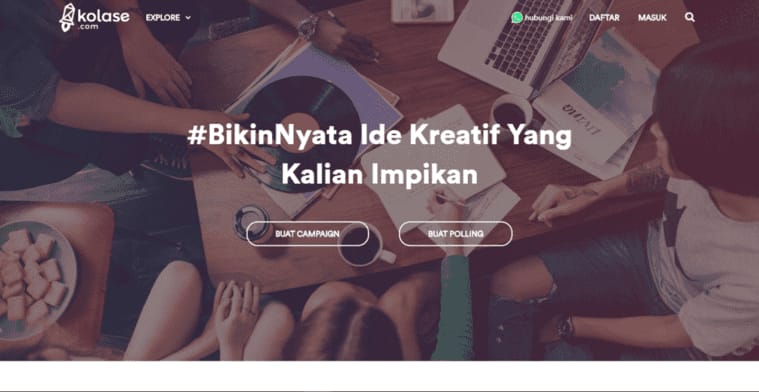 kolase
.com
EXPLORE
hubungi kami
DAFTAR
MASUK
#BikinNyata Ide Kreatif Yang
Kalian Impikan
BUAT CAMPAIGN
BUAT POLLING